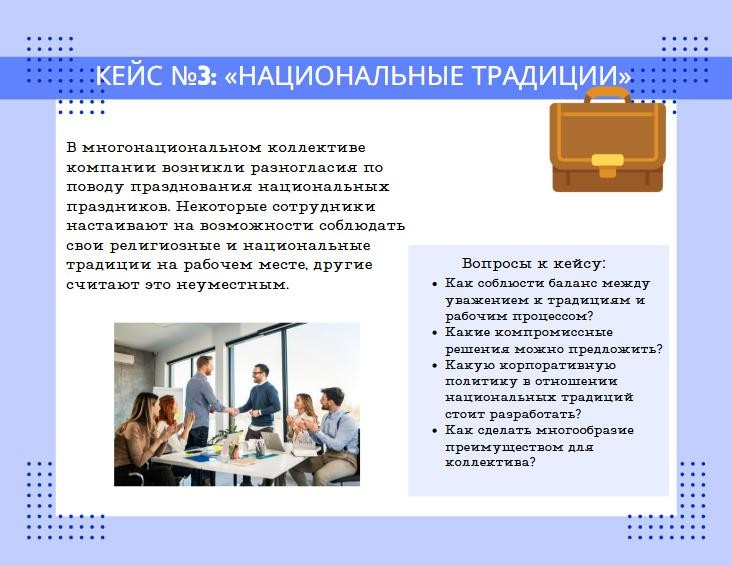 КЕЙС №3: «НАЦИОНАЛЬНЫЕ ТРАДИЦИИ»
В многонациональном коллективе
компании возникли разногласия по
поводу празднования национальных
праздников. Некоторые сотрудники
настаивают на возможности соблюдать
свои религиозные и национальные
традиции на рабочем месте, другие
считают это неуместным.
Вопросы к кейсу:
• Как соблюсти баланс между
уважением к традициям и
рабочим процессом?
• Какие компромиссные
решения можно предложить?
• Какую корпоративную
политику в отношении
национальных традиций
стоит разработать?
• Как сделать многообразие
преимуществом для
коллектива?